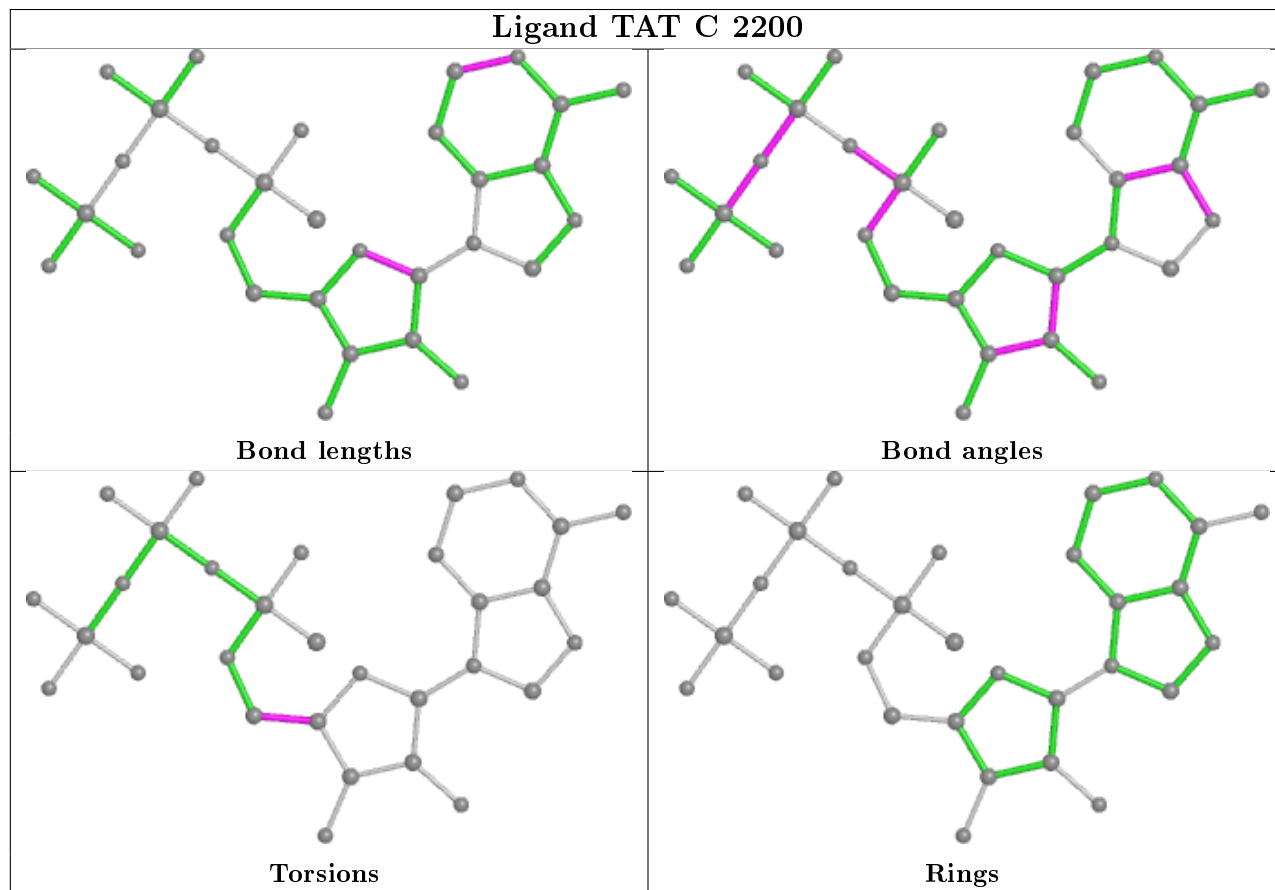 Ligand TAT C 2200
Bond lengths
Bond angles
Torsions
Rings